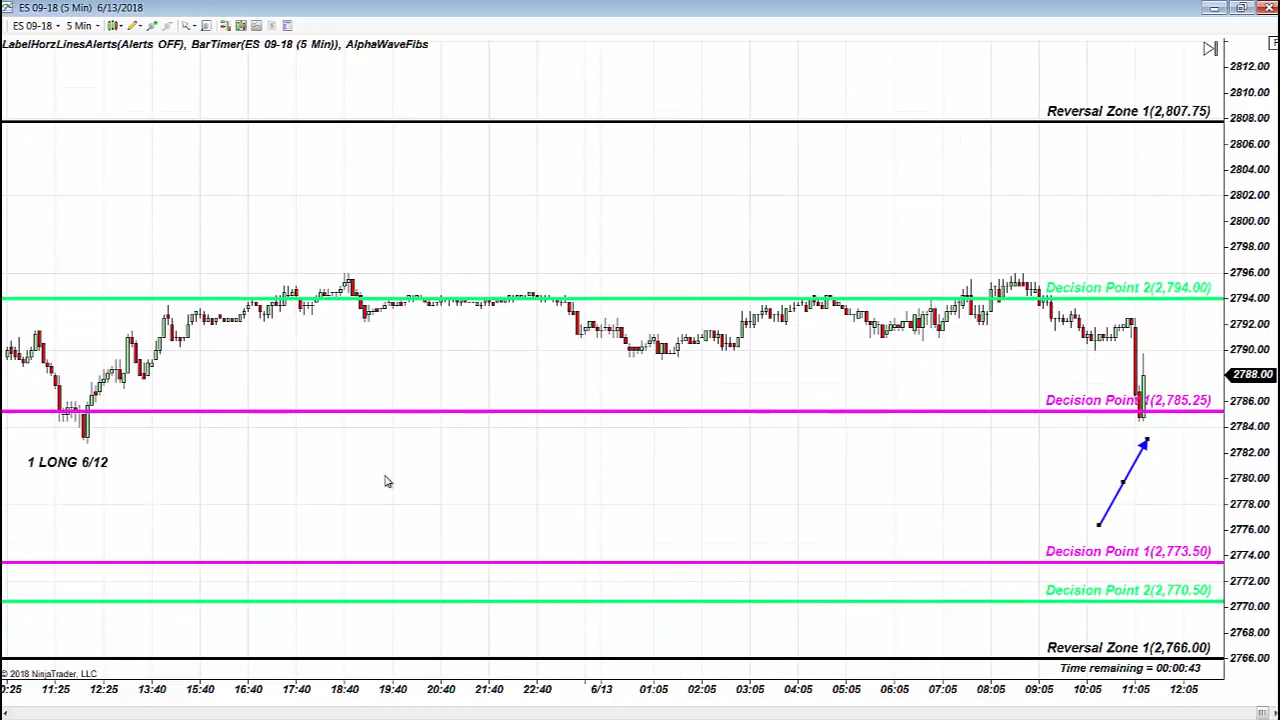 ES 09-18 (5 Min) 6/13/2018
ES 09-18 5 Min
LabelHorzLinesAlerts(Alerts OFF), BarTimer(ES 09-18 (5 Min)), AlphaWaveFibs
2812.00
2810.00
Reversal Zone 1(2,807.75)
2808.00
2806.00
2804.00
2802.00
2800.00
2798.00
2796.00
Decision Point 2(2,794.00)
2794.00
2792.00
2790.00
2788.00
Decision Point 1(2,785.25)
2786.00
2784.00
1 LONG 6/12
2782.00
2780.00
2778.00
2776.00
Decision Point 1(2,773.50)
2774.00
2772.00
Decision Point 2(2,770.50)
2770.00
2768.00
Reversal Zone 1(2,766.00)
2766.00
Time remaining = 00:00:43
© 2018 NinjaTrader, LLC
0:25 11:25 12:25 13:40 15:40 16:40 17:40 18:40 19:40 20:40 21:40 22:40 6/13 01:05 02:05 03:05 04:05 05:05 06:05 07:05 08:05 09:05 10:05 11:05 12:05